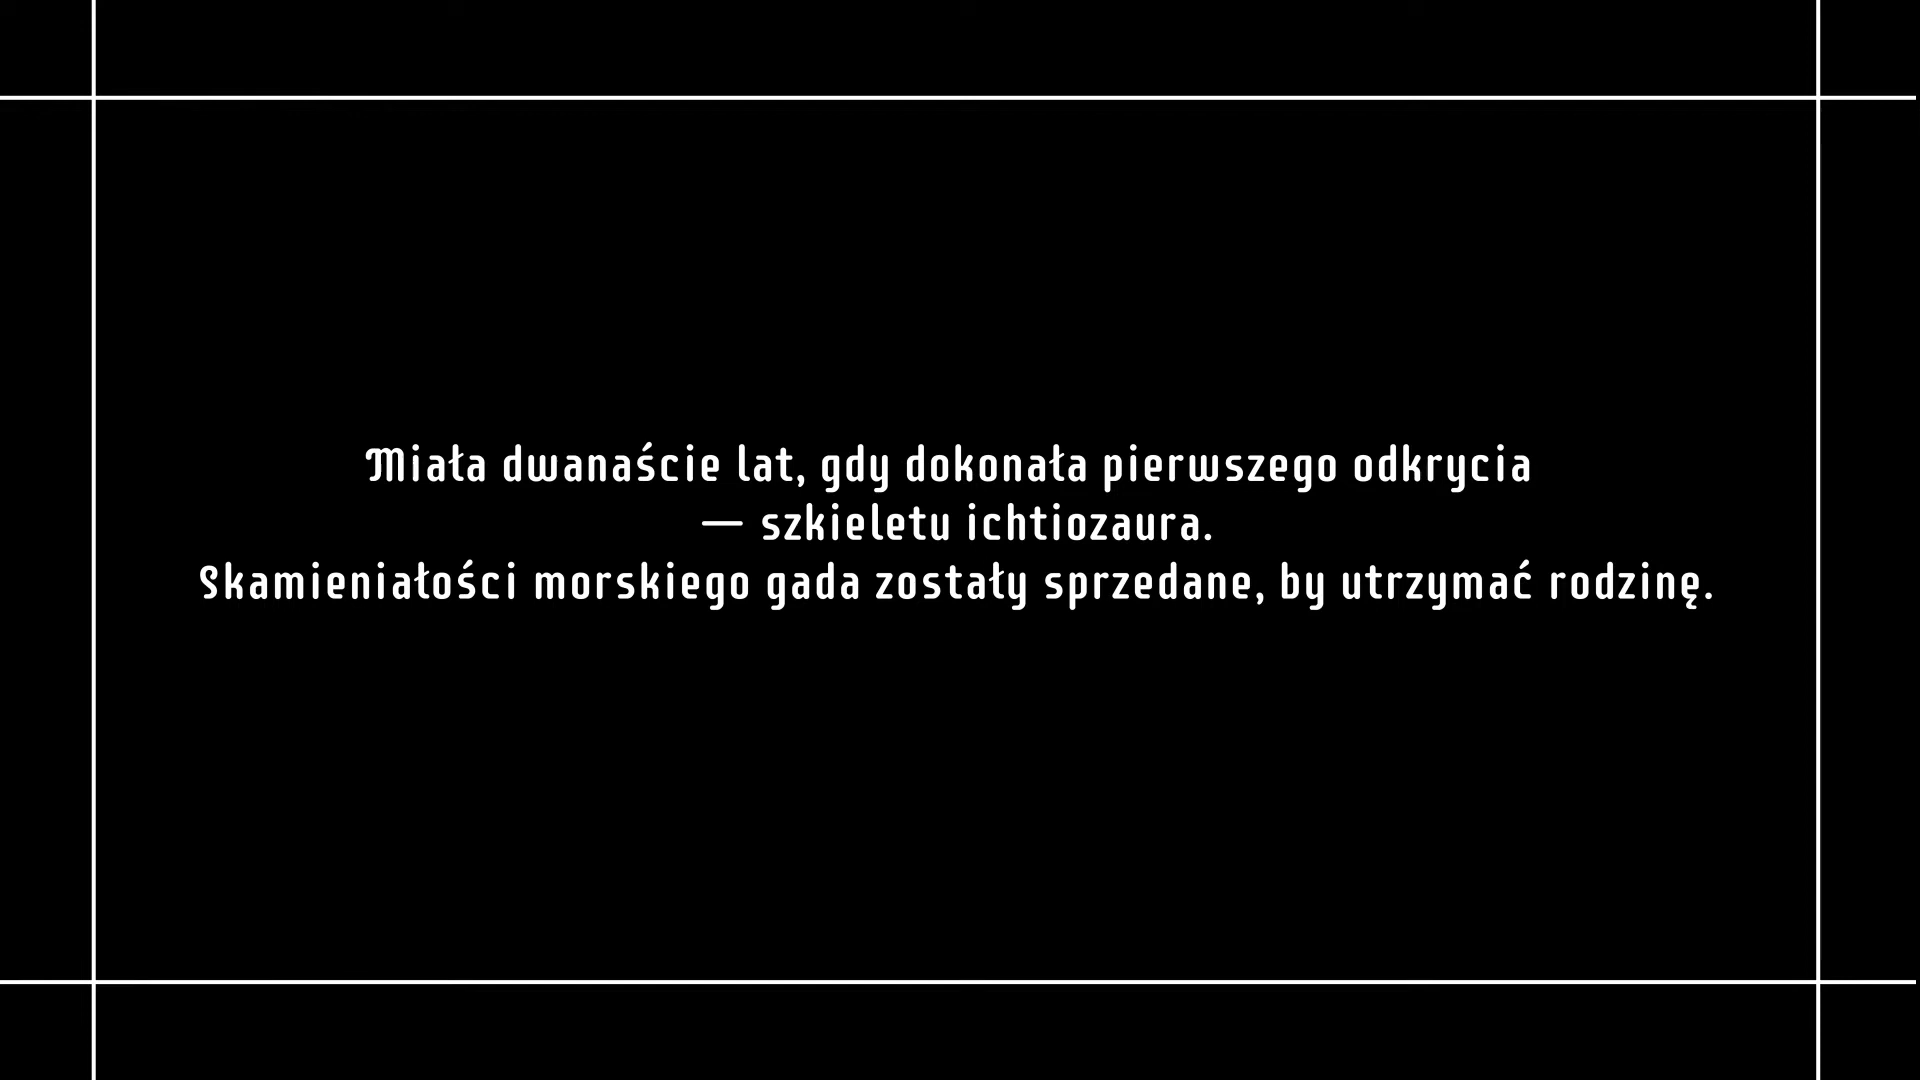 Miała dwanaście lat, gdy dokonała pierwszego odkrycia
— szkieletu ichtiozaura.
Skamieniałości morskiego gada zostały sprzedane, by utrzymać rodzinę.